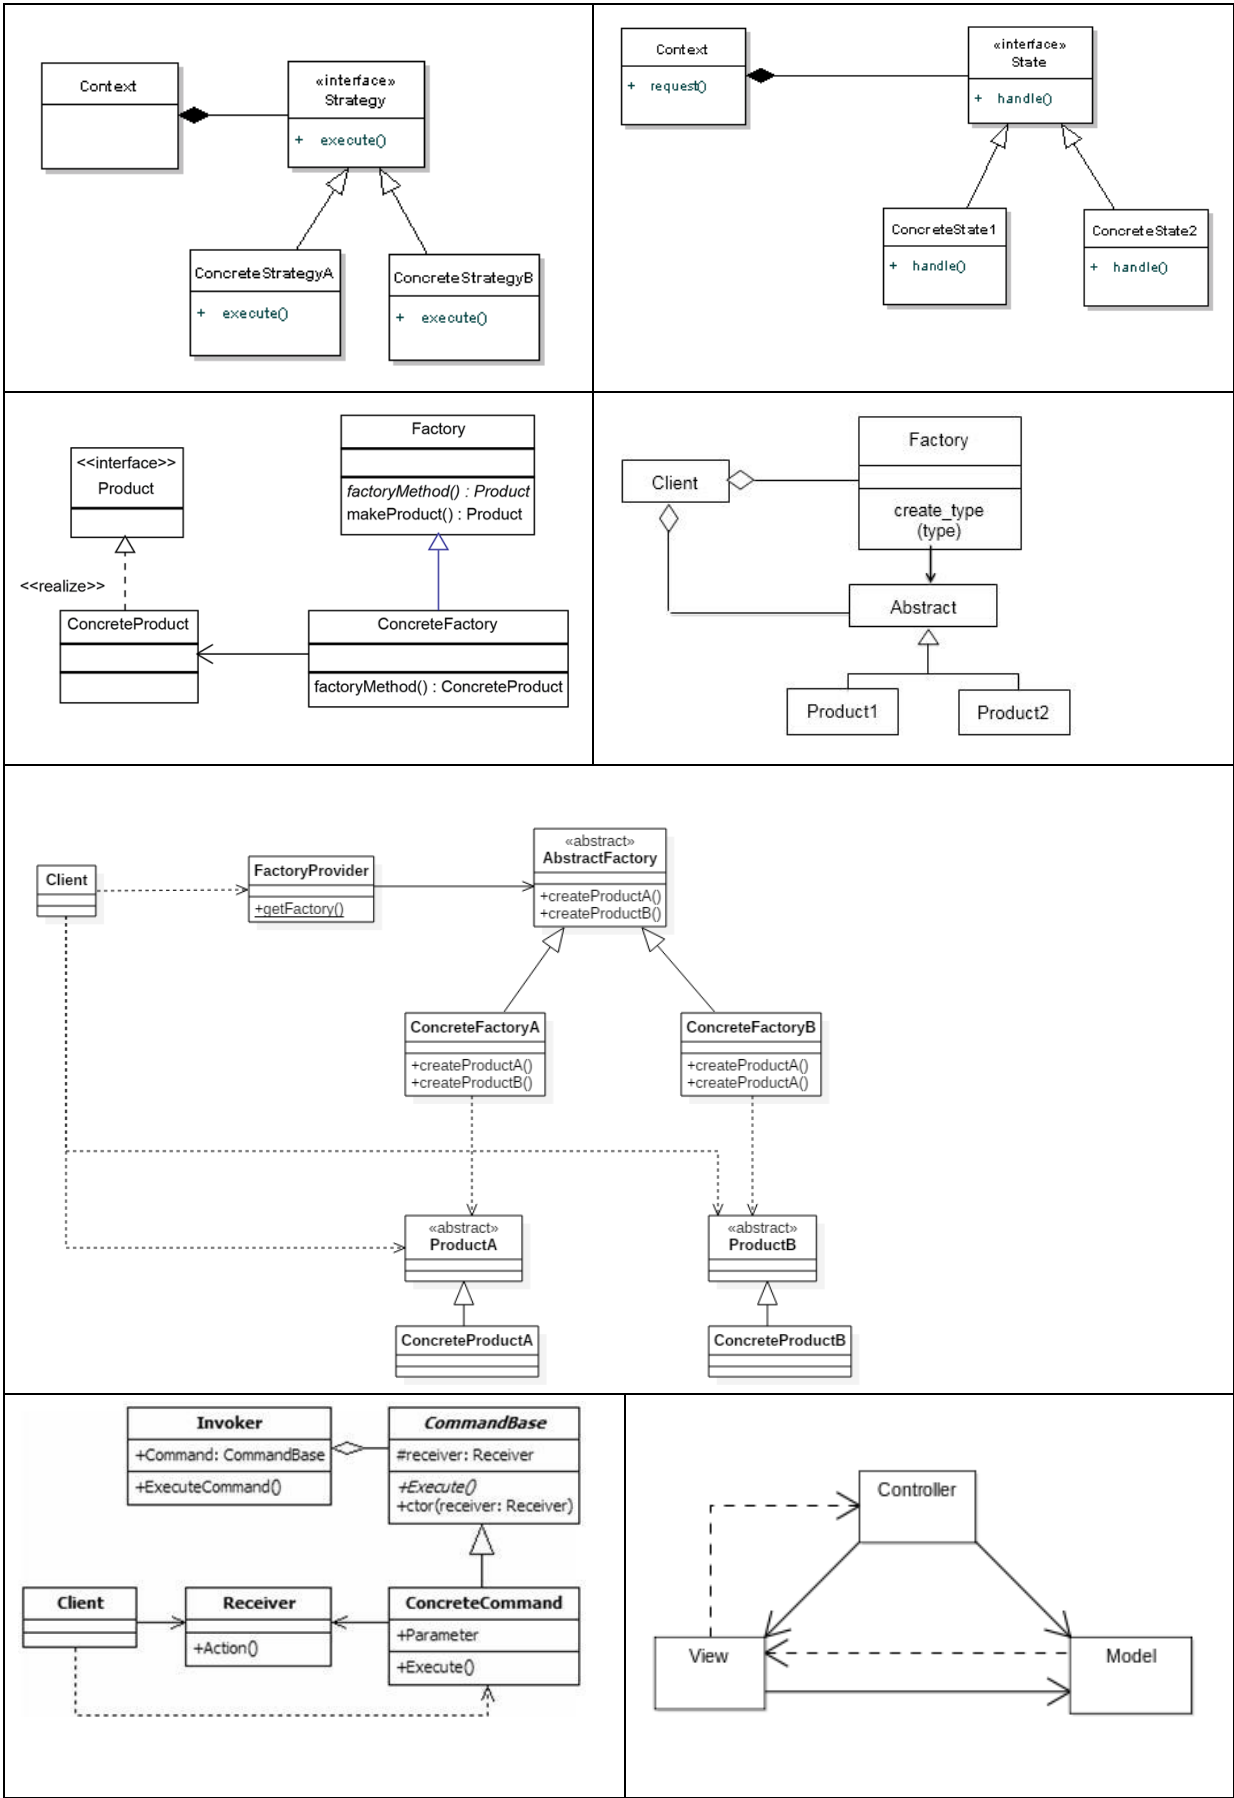 Context
«interface»
Strategy
+ execute()
ConcreteStrategyA
+ execute()
ConcreteStrategyB
+ execute()
Context
+ request()
«interface»
State
+ handle()
ConcreteState1
+ handle()
ConcreteState2
+ handle()
<<interface>>
Product
<<realize>>
ConcreteProduct
Factory
factoryMethod() : Product
makeProduct() : Product
ConcreteFactory
factoryMethod() : ConcreteProduct
Client
Factory
create_type
(type)
Abstract
Product1
Product2
Client
FactoryProvider
+getFactory()
«abstract»
AbstractFactory
+createProductA()
+createProductB()
ConcreteFactoryA
+createProductA()
+createProductB()
ConcreteFactoryB
+createProductA()
+createProductA()
«abstract»
ProductA
«abstract»
ProductB
ConcreteProductA
ConcreteProductB
Invoker
+Command: CommandBase
+ExecuteCommand()
CommandBase
#receiver: Receiver
+Execute()
+ctor(receiver: Receiver)
Client
Receiver
+Action()
ConcreteCommand
+Parameter
+Execute()
Controller
View
Model